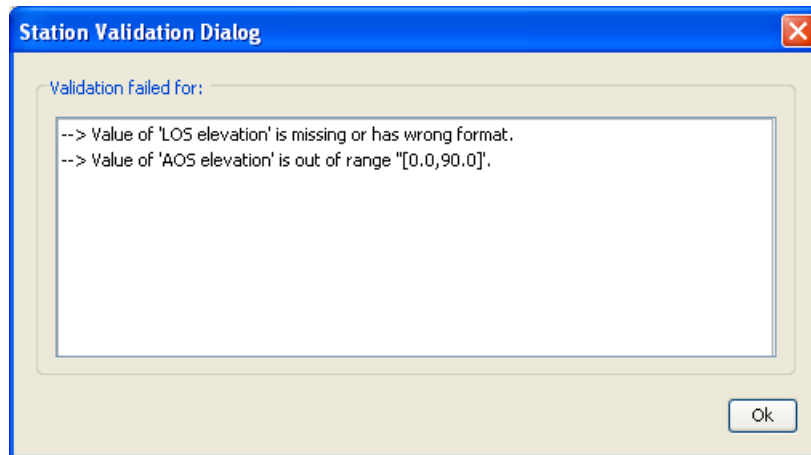 Station Validation Dialog
Validation failed for:
--> Value of 'LOS elevation' is missing or has wrong format.
--> Value of 'AOS elevation' is out of range "[0.0,90.0]'.
Ok